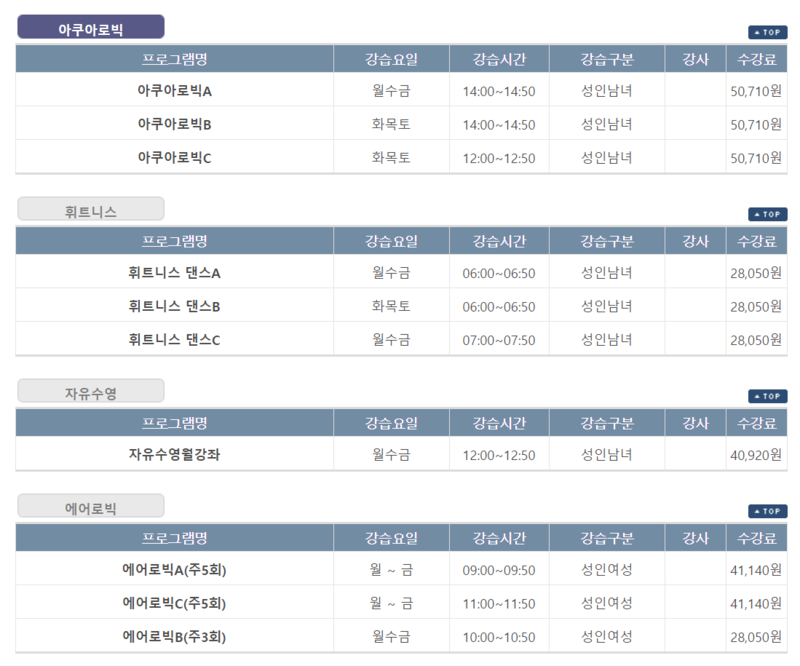 아쿠아로빅
TOP
프로그램명 강습요일 강습시간 강습구분 강사 수강료
아쿠아로빅A 월수금 14:00~14:50 성인남녀 50,710원
아쿠아로빅B 화목토 14:00~14:50 성인남녀 50,710원
아쿠아로빅C 화목토 12:00~12:50 성인남녀 50,710원
휘트니스
TOP
프로그램명 강습요일 강습시간 강습구분 강사 수강료
휘트니스 댄스A 월수금 06:00~06:50 성인남녀 28,050원
휘트니스 댄스B 화목토 06:00~06:50 성인남녀 28,050원
휘트니스 댄스C 월수금 07:00~07:50 성인남녀 28,050원
자유수영
TOP
프로그램명 강습요일 강습시간 강습구분 강사 수강료
자유수영월강좌 월수금 12:00~12:50 성인남녀 40,920원
에어로빅
TOP
프로그램명 강습요일 강습시간 강습구분 강사 수강료
에어로빅A(주5회) 월 ~ 금 09:00~09:50 성인여성 41,140원
에어로빅C(주5회) 월 ~ 금 11:00~11:50 성인여성 41,140원
에어로빅B(주3회) 월수금 10:00~10:50 성인여성 28,050원